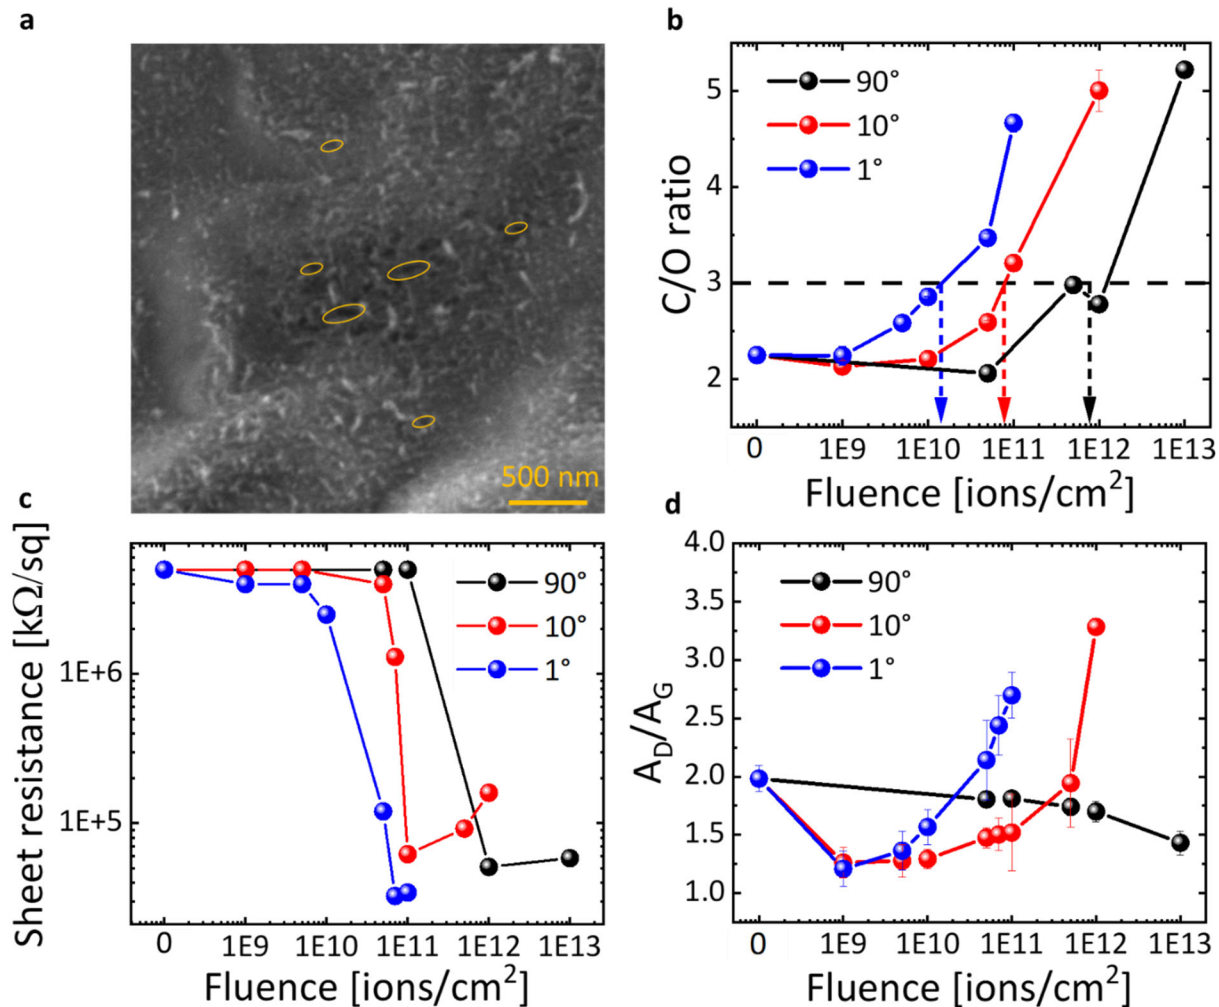 a
500 nm
b
90°
10°
1°
C/O ratio
5
4
3
2
0
1E9
1E10
1E11
1E12
1E13
Fluence [ions/cm²]
c
90°
10°
1°
Sheet resistance [kΩ/sq]
1E+6
1E+5
0
1E9
1E10
1E11
1E12
1E13
Fluence [ions/cm²]
d
90°
10°
1°
A_D/A_G
4.0
3.5
3.0
2.5
2.0
1.5
1.0
0
1E9
1E10
1E11
1E12
1E13
Fluence [ions/cm²]